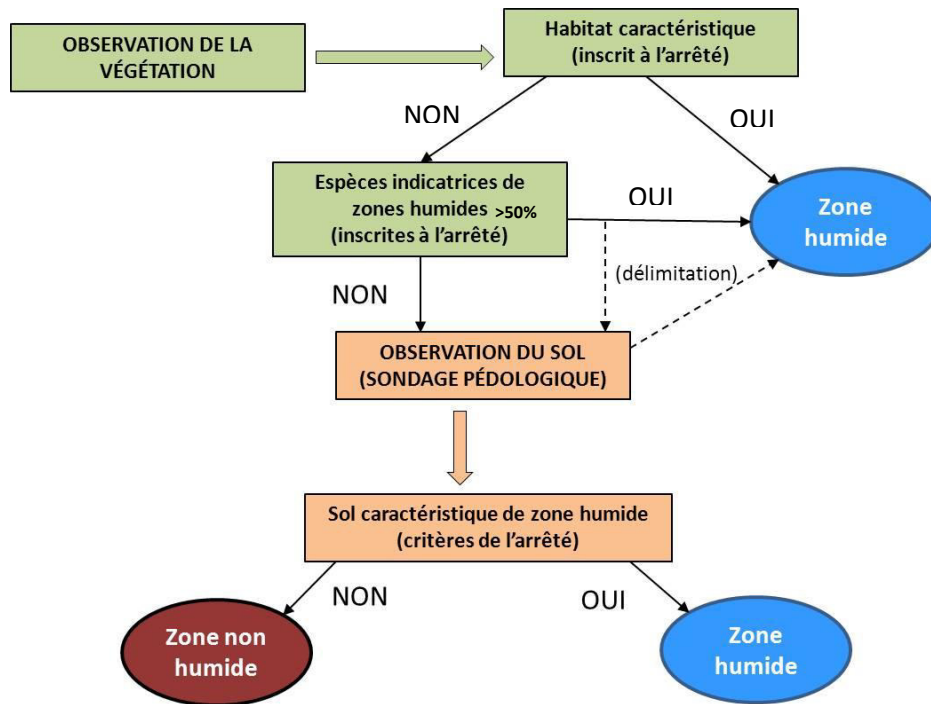 OBSERVATION DE LA
VÉGÉTATION
Habitat caractéristique
(inscrit à l'arrêté)
NON
OUI
Espèces indicatrices de
zones humides >50%
(inscrites à l'arrêté)
OUI
Zone
humide
(délimitation)
NON
OBSERVATION DU SOL
(SONDAGE PÉDOLOGIQUE)
Sol caractéristique de zone humide
(critères de l'arrêté)
NON
OUI
Zone non
humide
Zone
humide